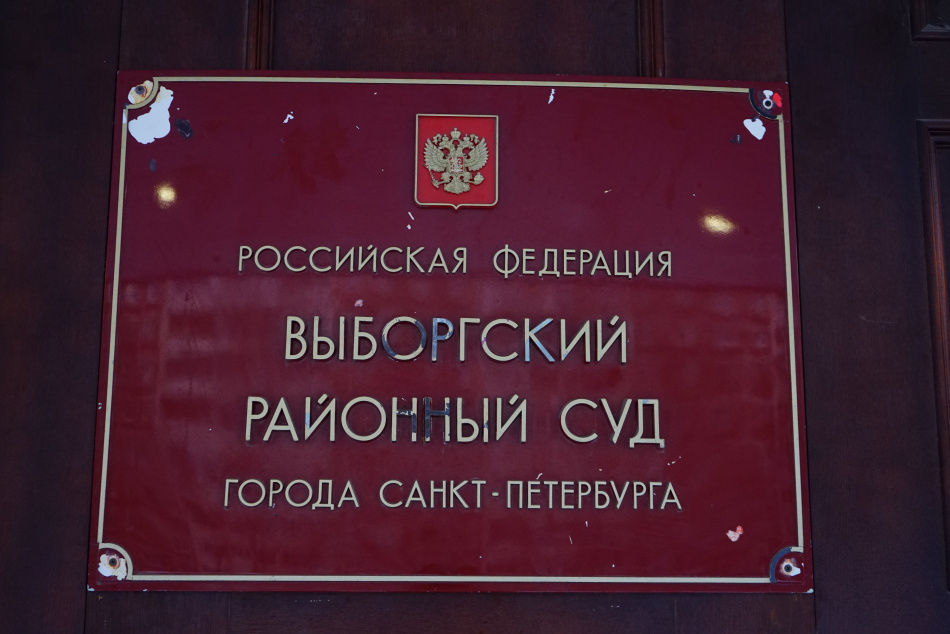 РОССИЙСКАЯ ФЕДЕРАЦИЯ
ВЫБОРГСКИЙ
РАЙОННЫЙ СУД
ГОРОДА САНКТ-ПЕТЕРБУРГА